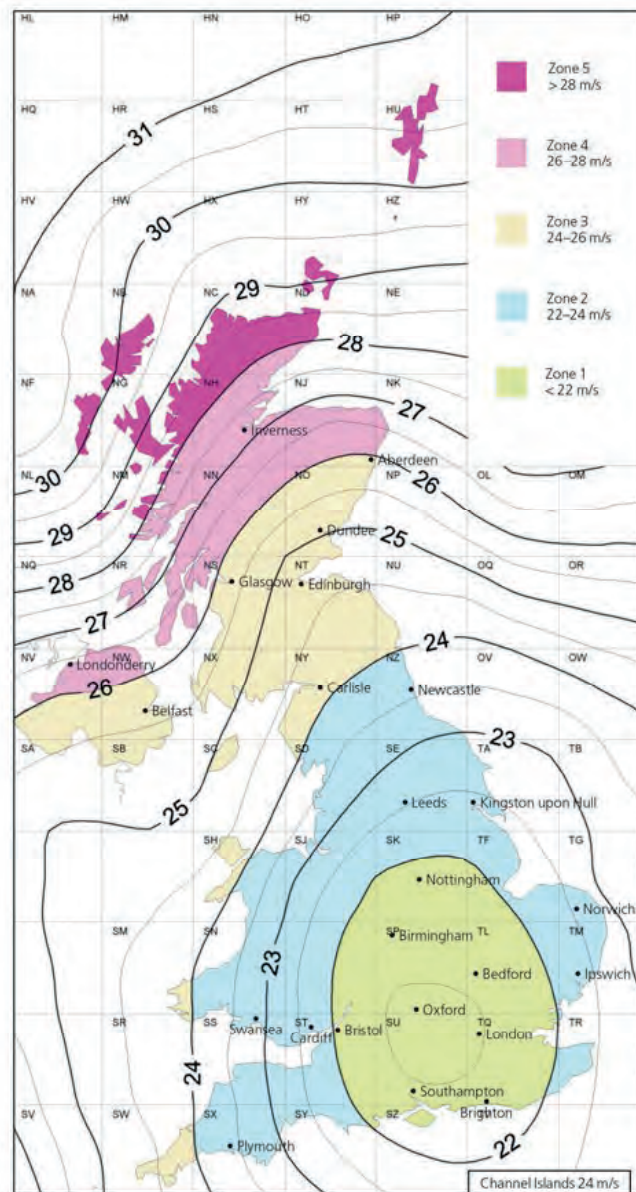 HL HM HN HO HP
Zone 5
> 28 m/s
HQ HR HS HT HU
31
Zone 4
26–28 m/s
HV HW HX HY HZ
30
Zone 3
24–26 m/s
NA NB NC ND NE
29
Zone 2
22–24 m/s
28
NF NG NH NJ NK
Zone 1
< 22 m/s
27
Inverness
Aberdeen
NL NM NN NO NP OL OM
30
26
29
Dundee
25
NQ NR NS NT NU OQ OR
28
Glasgow
Edinburgh
27
24
NV NW NX NY NZ OV OW
Londonderry
26
Carlisle
Newcastle
Belfast
23
SA SB SC SD SE TA TB
25
Leeds
Kingston upon Hull
SH SJ SK TF TG
Nottingham
Norwich
SM SN SP TL TM
Birmingham
23
Bedford
Ipswich
Oxford
SR SS ST SU TQ TR
Swansea
Cardiff
Bristol
London
24
Southampton
Brighton
SV SW SX SY SZ
22
Plymouth
Channel Islands 24 m/s